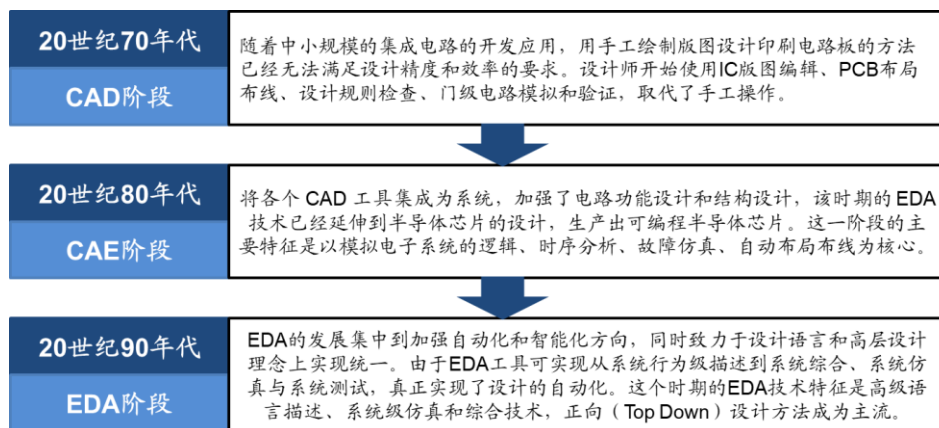 20世纪70年代
CAD阶段
随着中小规模的集成电路的开发应用，用手工绘制版图设计印刷电路板的方法
已经无法满足设计精度和效率的要求。设计师开始使用IC版图编辑、PCB布局
布线、设计规则检查、门级电路模拟和验证，取代了手工操作。
20世纪80年代
CAE阶段
将各个 CAD 工具集成为系统，加强了电路功能设计和结构设计，该时期的 EDA
技术已经延伸到半导体芯片的设计，生产出可编程半导体芯片。这一阶段的主
要特征是以模拟电子系统的逻辑、时序分析、故障仿真、自动布局布线为核心。
20世纪90年代
EDA阶段
EDA的发展集中到加强自动化和智能化方向，同时致力于设计语言和高层设计
理念上实现统一。由于EDA工具可实现从系统行为级描述到系统综合、系统仿
真与系统测试，真正实现了设计的自动化。这个时期的EDA技术特征是高级语
言描述、系统级仿真和综合技术，正向（Top Down）设计方法成为主流。